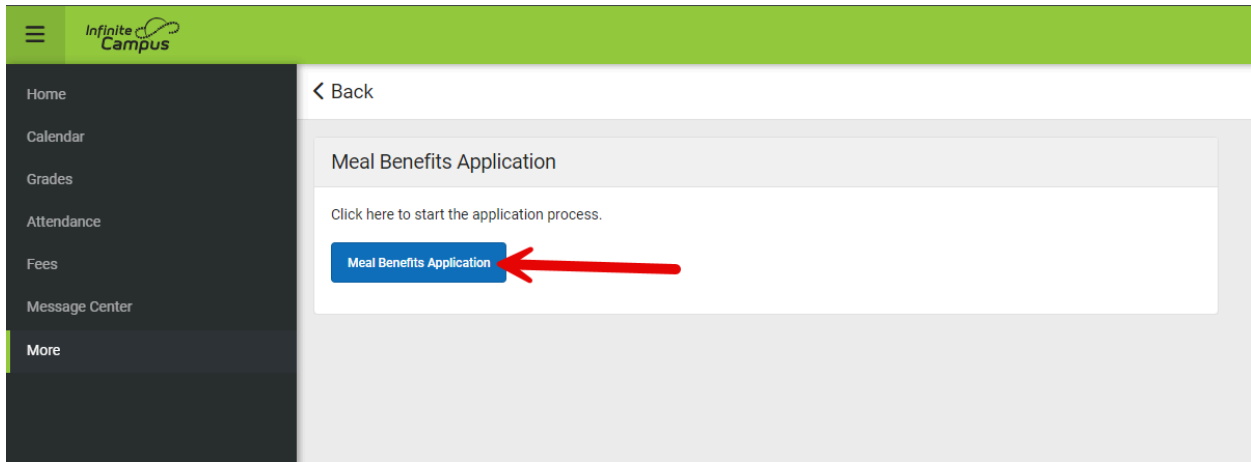 Infinite
Campus
Home
Calendar
Grades
Attendance
Fees
Message Center
More
Back
Meal Benefits Application
Click here to start the application process.
Meal Benefits Application